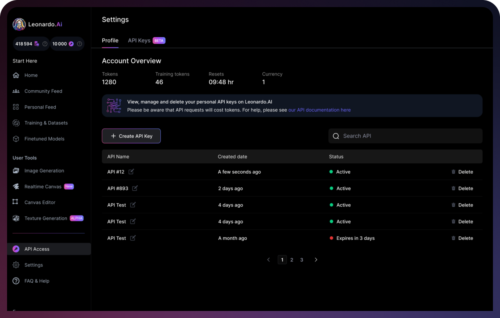 Leonardo.Ai
418 594
10 000
Start Here
Home
Community Feed
Personal Feed
Training & Datasets
Finetuned Models
User Tools
Image Generation
Realtime Canvas
Canvas Editor
Texture Generation
API Access
Settings
FAQ & Help
Settings
Profile
API Keys BETA
Account Overview
Tokens
1280
Training tokens
46
Resets
09:48 hr
Currency
1
View, manage and delete your personal API keys on Leonardo.AI
Please be aware that API requests will cost tokens. For help, please see our API documentation here
+ Create API Key
Search API
API Name Created date Status
API #12 A few seconds ago Active Delete
API #893 2 days ago Active Delete
API Test 4 days ago Active Delete
API Test 4 days ago Active Delete
API Test A month ago Expires in 3 days Delete
1 2 3